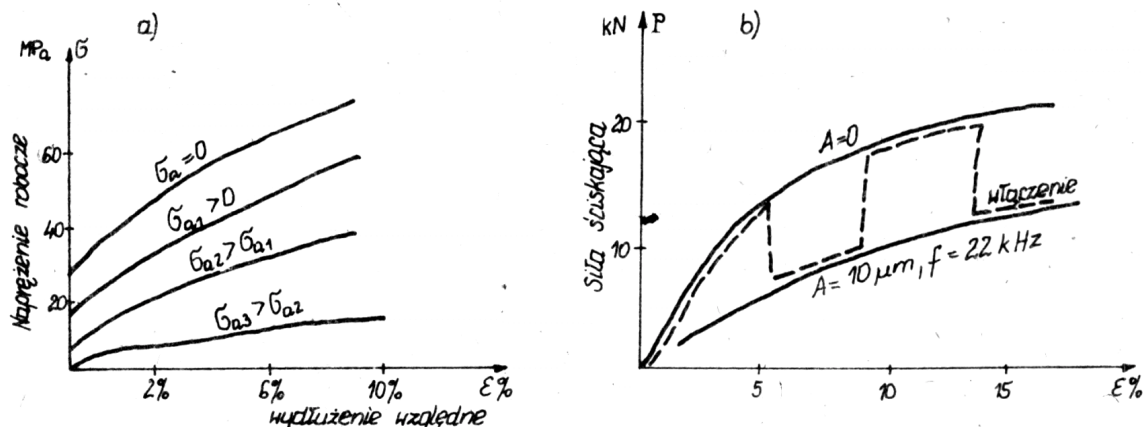 a)
MPa σ
Naprężenie robocze
60
40
20
σa=0
σa1>0
σa2>σa1
σa3>σa2
2% 6% 10% ε%
wydłużenie względne
b)
kN P
Siła ściskająca
20
10
A=0
włączenie
A=10 μm, f=22 kHz
5 10 15 ε%